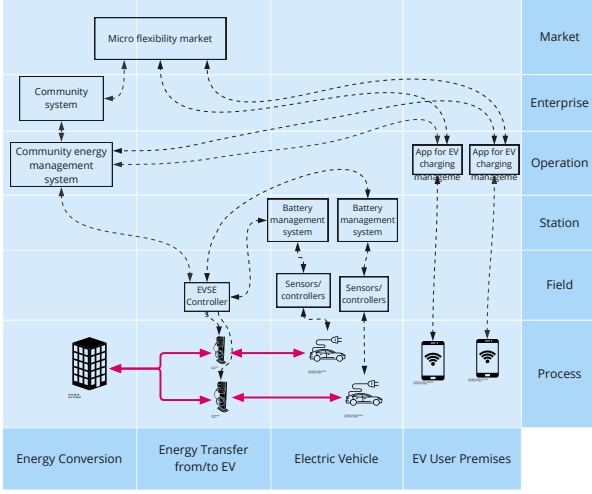 Market
Micro flexibility market
Community
system
Enterprise
Community energy
management
system
App for EV
charging
manageme
App for EV
charging
manageme
Operation
Battery
management
system
Battery
management
system
Station
EVSE
Controller
s
Sensors/
controllers
Sensors/
controllers
Field
Process
Energy Conversion
Energy Transfer
from/to EV
Electric Vehicle
EV User Premises